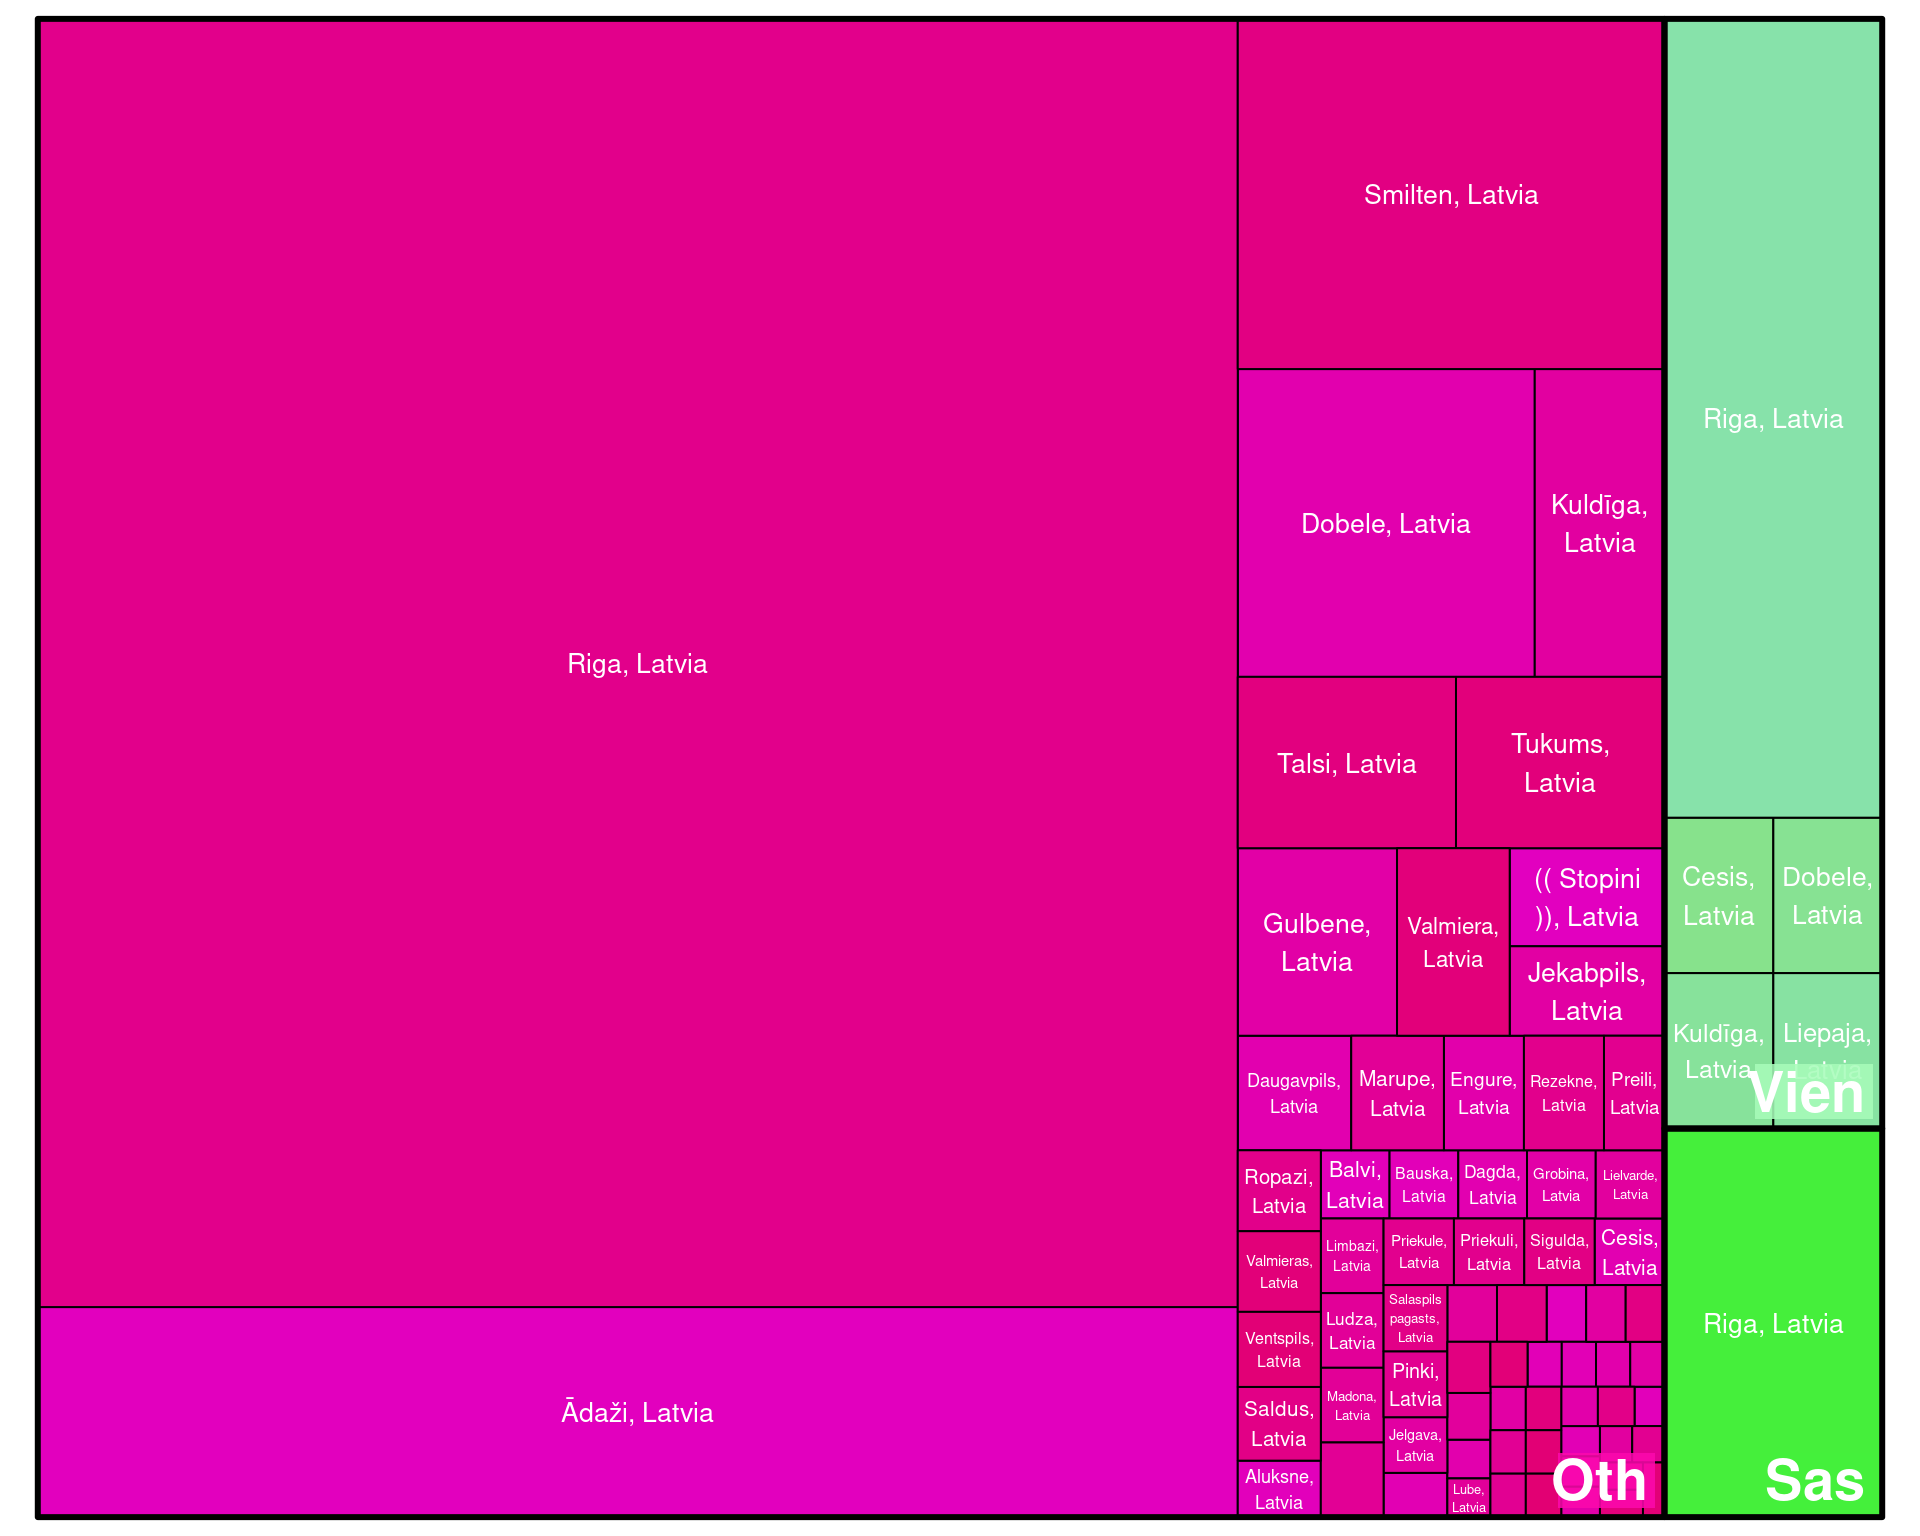 Riga, Latvia
Ādaži, Latvia
Smilten, Latvia
Dobele, Latvia
Kuldīga,
Latvia
Talsi, Latvia
Tukums,
Latvia
Gulbene,
Latvia
Valmiera,
Latvia
(( Stopini
)), Latvia
Jekabpils,
Latvia
Daugavpils,
Latvia
Marupe,
Latvia
Engure,
Latvia
Rezekne,
Latvia
Preili,
Latvia
Ropazi,
Latvia
Valmieras,
Latvia
Ventspils,
Latvia
Saldus,
Latvia
Aluksne,
Latvia
Balvi,
Latvia
Bauska,
Latvia
Dagda,
Latvia
Grobina,
Latvia
Lielvarde,
Latvia
Limbazi,
Latvia
Ludza,
Latvia
Madona,
Latvia
Priekule,
Latvia
Priekuli,
Latvia
Sigulda,
Latvia
Cesis,
Latvia
Salaspils
pagasts,
Latvia
Pinki,
Latvia
Jelgava,
Latvia
Lube,
Latvia
Oth
Riga, Latvia
Cesis,
Latvia
Dobele,
Latvia
Kuldīga,
Latvia
Liepaja,
Latvia
Vien
Riga, Latvia
Sas